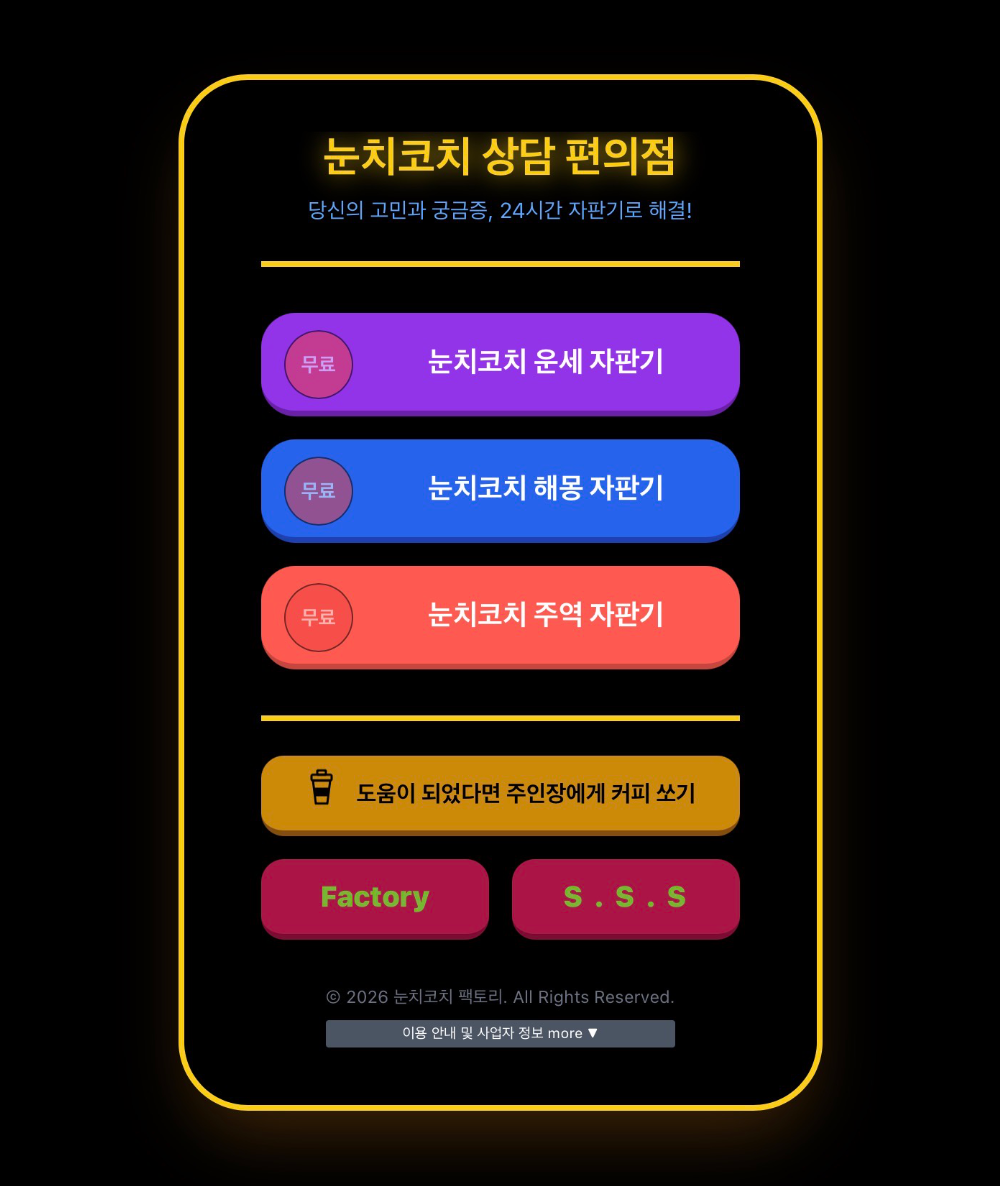 눈치코치 상담 편의점
당신의 고민과 궁금증, 24시간 자판기로 해결!
무료 눈치코치 운세 자판기
무료 눈치코치 해몽 자판기
무료 눈치코치 주역 자판기
도움이 되었다면 주인장에게 커피 쏘기
Factory S . S . S
© 2026 눈치코치 팩토리. All Rights Reserved.
이용 안내 및 사업자 정보 more ▼